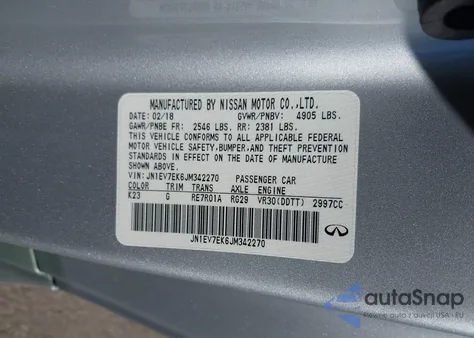 MANUFACTURED BY NISSAN MOTOR CO.,LTD.
DATE: 02/18 GVWR/PNBV: 4905 LBS.
GAWR/PNBE FR: 2546 LBS. RR: 2381 LBS.
THIS VEHICLE CONFORMS TO ALL APPLICABLE FEDERAL
MOTOR VEHICLE SAFETY,BUMPER,AND THEFT PREVENTION
STANDARDS IN EFFECT ON THE DATE OF MANUFACTURE
SHOWN ABOVE.
VIN:JN1EV7EK6JM342270 PASSENGER CAR
COLOR TRIM TRANS AXLE ENGINE
K23 G RE7R01A RG29 VR30(DDTT) 2997CC
JN1EV7EK6JM342270
INFINITI
autoSnap